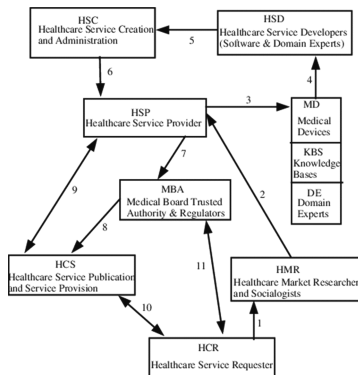 HSC
Healthcare Service Creation
and Administration
HSD
Healthcare Service Developers
(Software & Domain Experts)
5
6
4
HSP
Healthcare Service Provider
3
MD
Medical
Devices
KBS
Knowledge
Bases
DE
Domain
Experts
7
9
MBA
Medical Board Trusted
Authority & Regulators
2
8
HCS
Healthcare Service Publication
and Service Provision
11
HMR
Healthcare Market Researcher
and Socialogists
10
1
HCR
Healthcare Service Requester